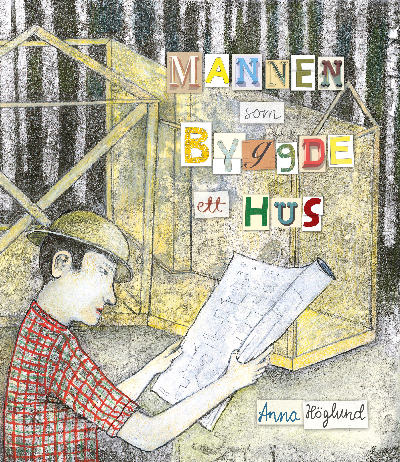 MANNEN
som
BYggDE
ett HUS
Anna Höglund